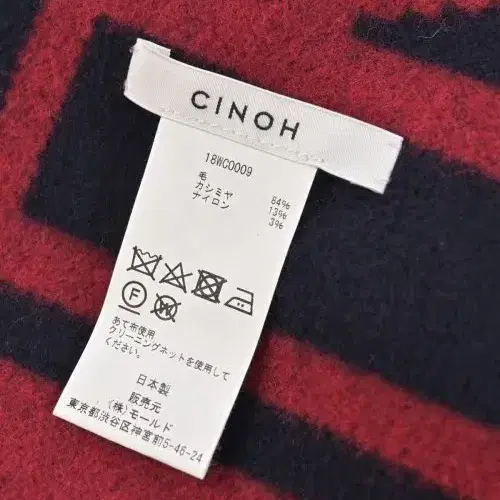 CINOH
18WC0009
毛 84%
カシミヤ 13%
ナイロン 3%
F W
あて布使用
クリーニングネットを使用して
ください。
日本製
販売元
(株)モールド
東京都渋谷区神宮前5-46-24